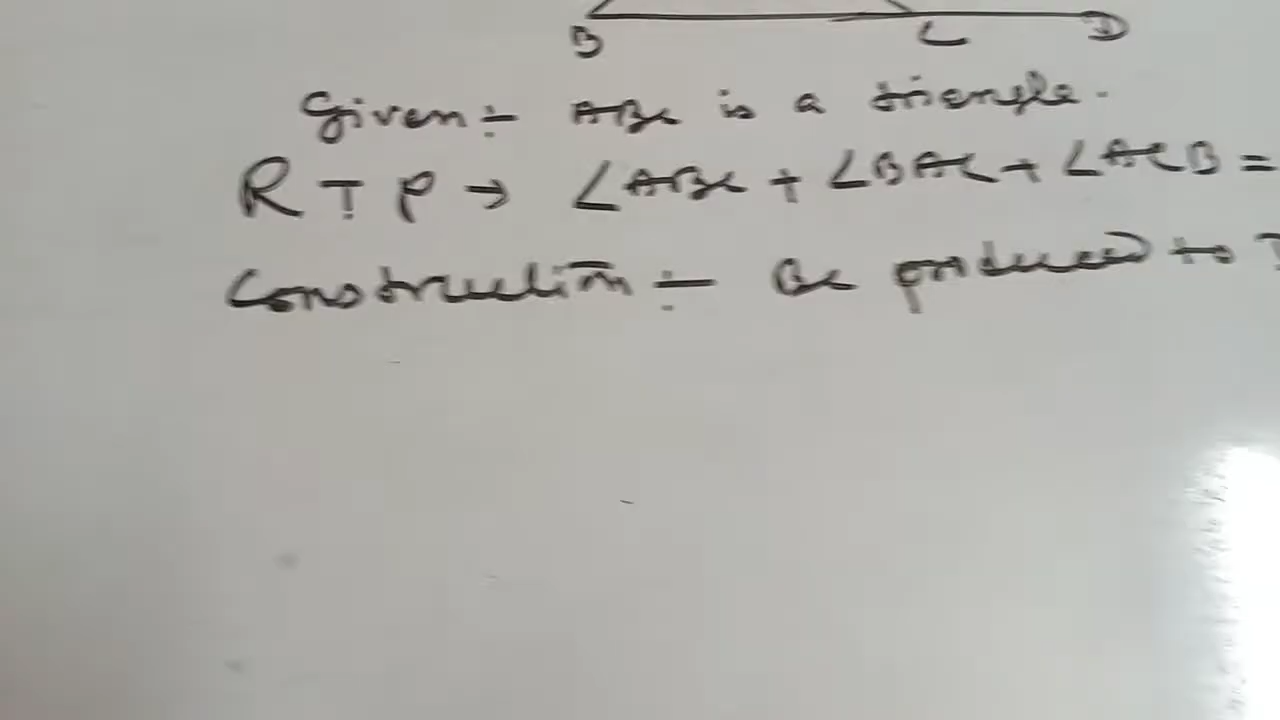 B C D
Given:- ABC is a triangle.
R T P → ∠ABC + ∠BAC + ∠ACB =
Construction:- BC produced to